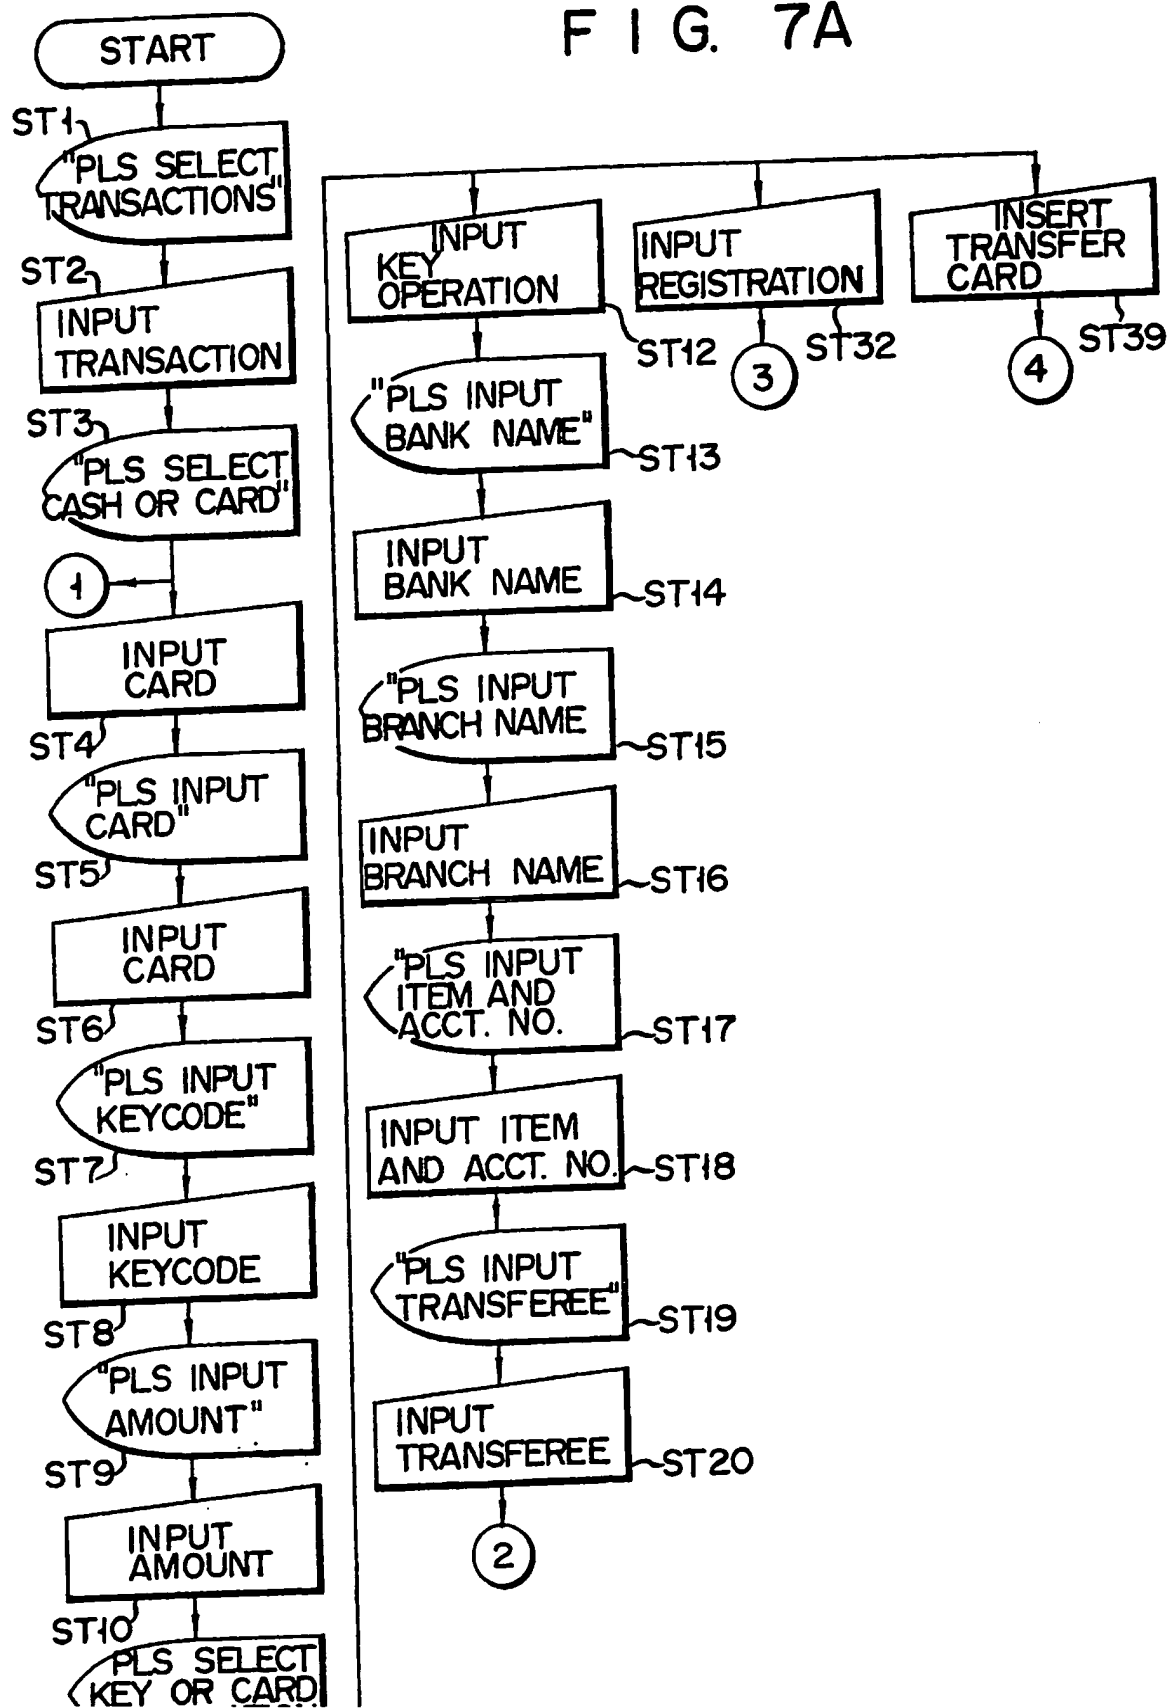 FIG. 7A
START
ST1
"PLS SELECT
TRANSACTIONS"
ST2
INPUT
TRANSACTION
ST3
"PLS SELECT
CASH OR CARD"
1
INPUT
CARD
ST4
"PLS INPUT
CARD"
ST5
INPUT
CARD
ST6
"PLS INPUT
KEYCODE"
ST7
INPUT
KEYCODE
ST8
"PLS INPUT
AMOUNT"
ST9
INPUT
AMOUNT
ST10
PLS SELECT
KEY OR CARD
INPUT
KEY
OPERATION
ST12
"PLS INPUT
BANK NAME"
ST13
INPUT
BANK NAME
ST14
"PLS INPUT
BRANCH NAME
ST15
INPUT
BRANCH NAME
ST16
"PLS INPUT
ITEM AND
ACCT. NO.
ST17
INPUT ITEM
AND ACCT. NO.
ST18
"PLS INPUT
TRANSFEREE"
ST19
INPUT
TRANSFEREE
ST20
2
INPUT
REGISTRATION
ST32
3
INSERT
TRANSFER
CARD
ST39
4